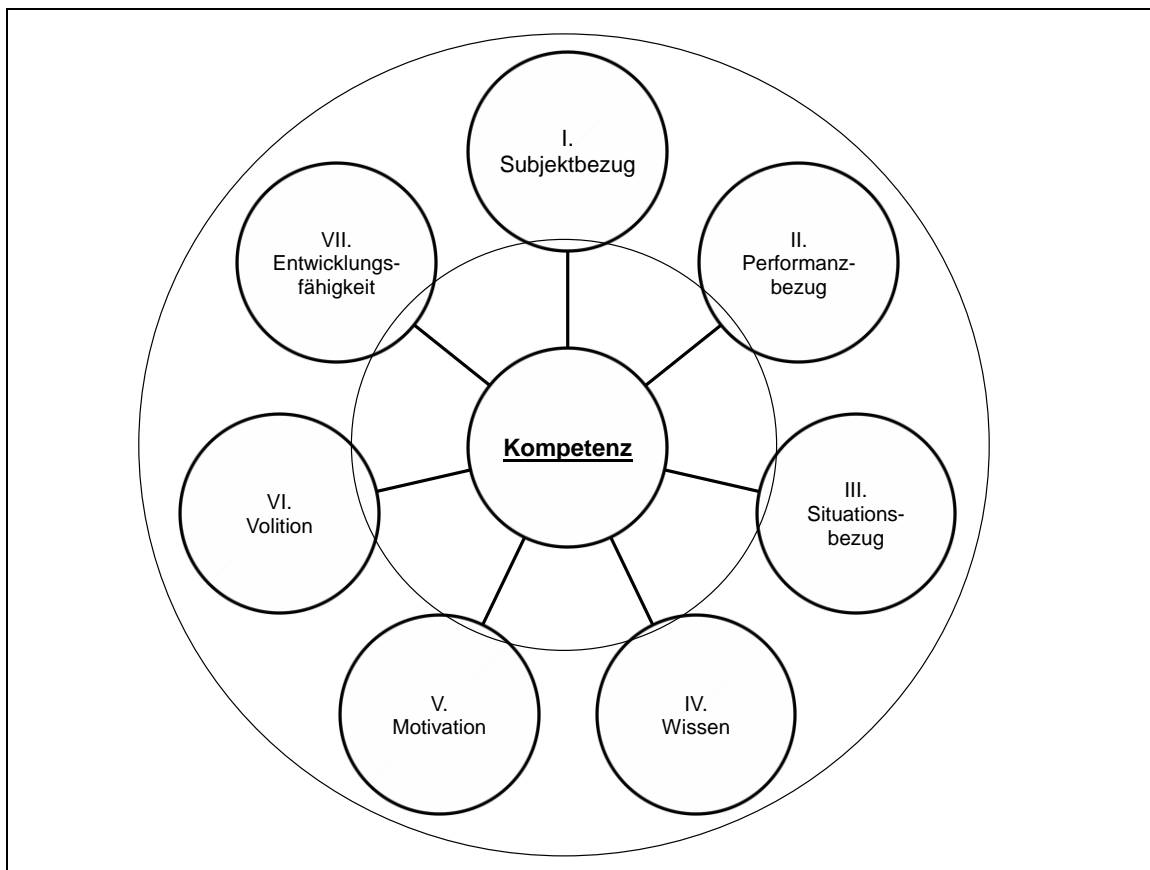 I.
Subjektbezug
II.
Performanz-
bezug
III.
Situations-
bezug
IV.
Wissen
V.
Motivation
VI.
Volition
VII.
Entwicklungs-
fähigkeit
Kompetenz